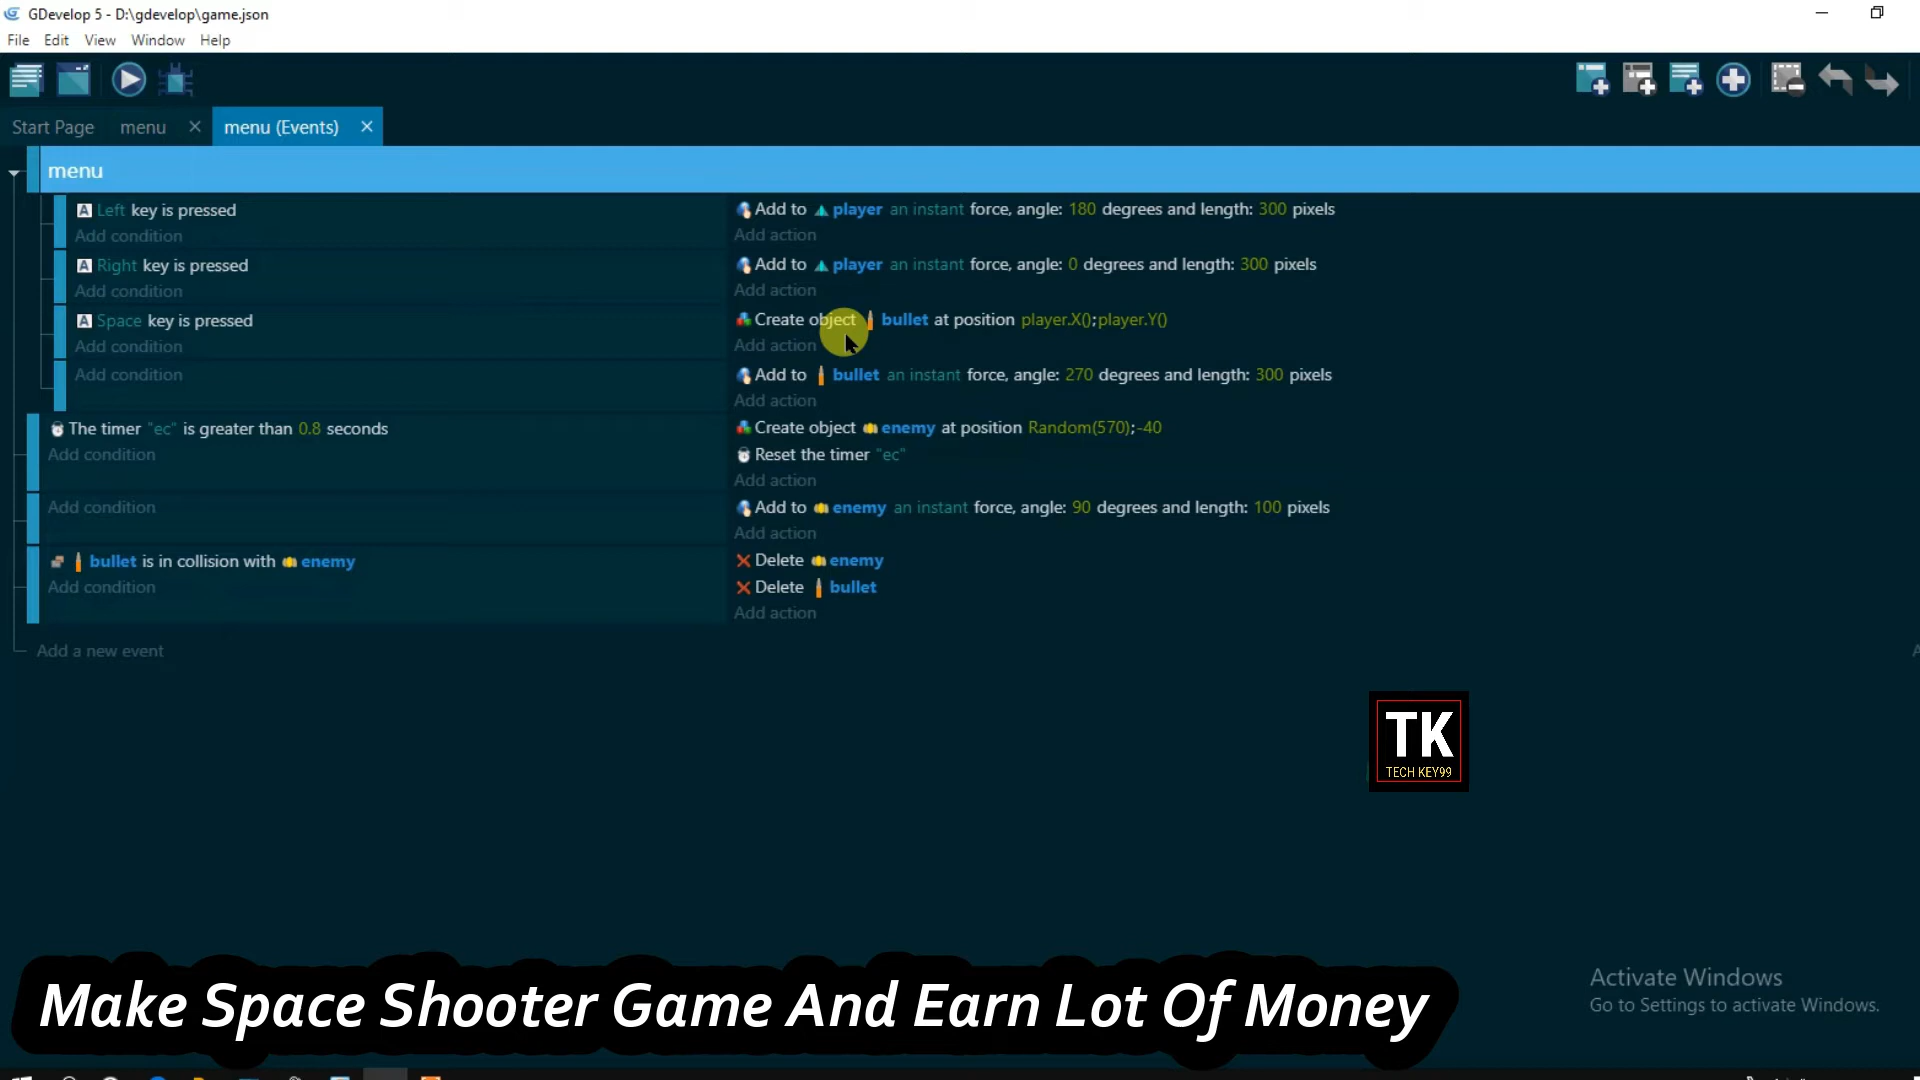 GDevelop 5 - D:\gdevelop\game.json
File Edit View Window Help
Start Page menu menu (Events)
menu
Left key is pressed
Add to player an instant force, angle: 180 degrees and length: 300 pixels
Add condition
Add action
Right key is pressed
Add to player an instant force, angle: 0 degrees and length: 300 pixels
Add condition
Add action
Space key is pressed
Create object bullet at position player.X();player.Y()
Add condition
Add action
Add condition
Add to bullet an instant force, angle: 270 degrees and length: 300 pixels
Add action
The timer "ec" is greater than 0.8 seconds
Create object enemy at position Random(570);-40
Add condition
Reset the timer "ec"
Add action
Add condition
Add to enemy an instant force, angle: 90 degrees and length: 100 pixels
Add action
bullet is in collision with enemy
Delete enemy
Add condition
Delete bullet
Add action
Add a new event
TK
TECH KEY99
Activate Windows
Go to Settings to activate Windows.
Make Space Shooter Game And Earn Lot Of Money